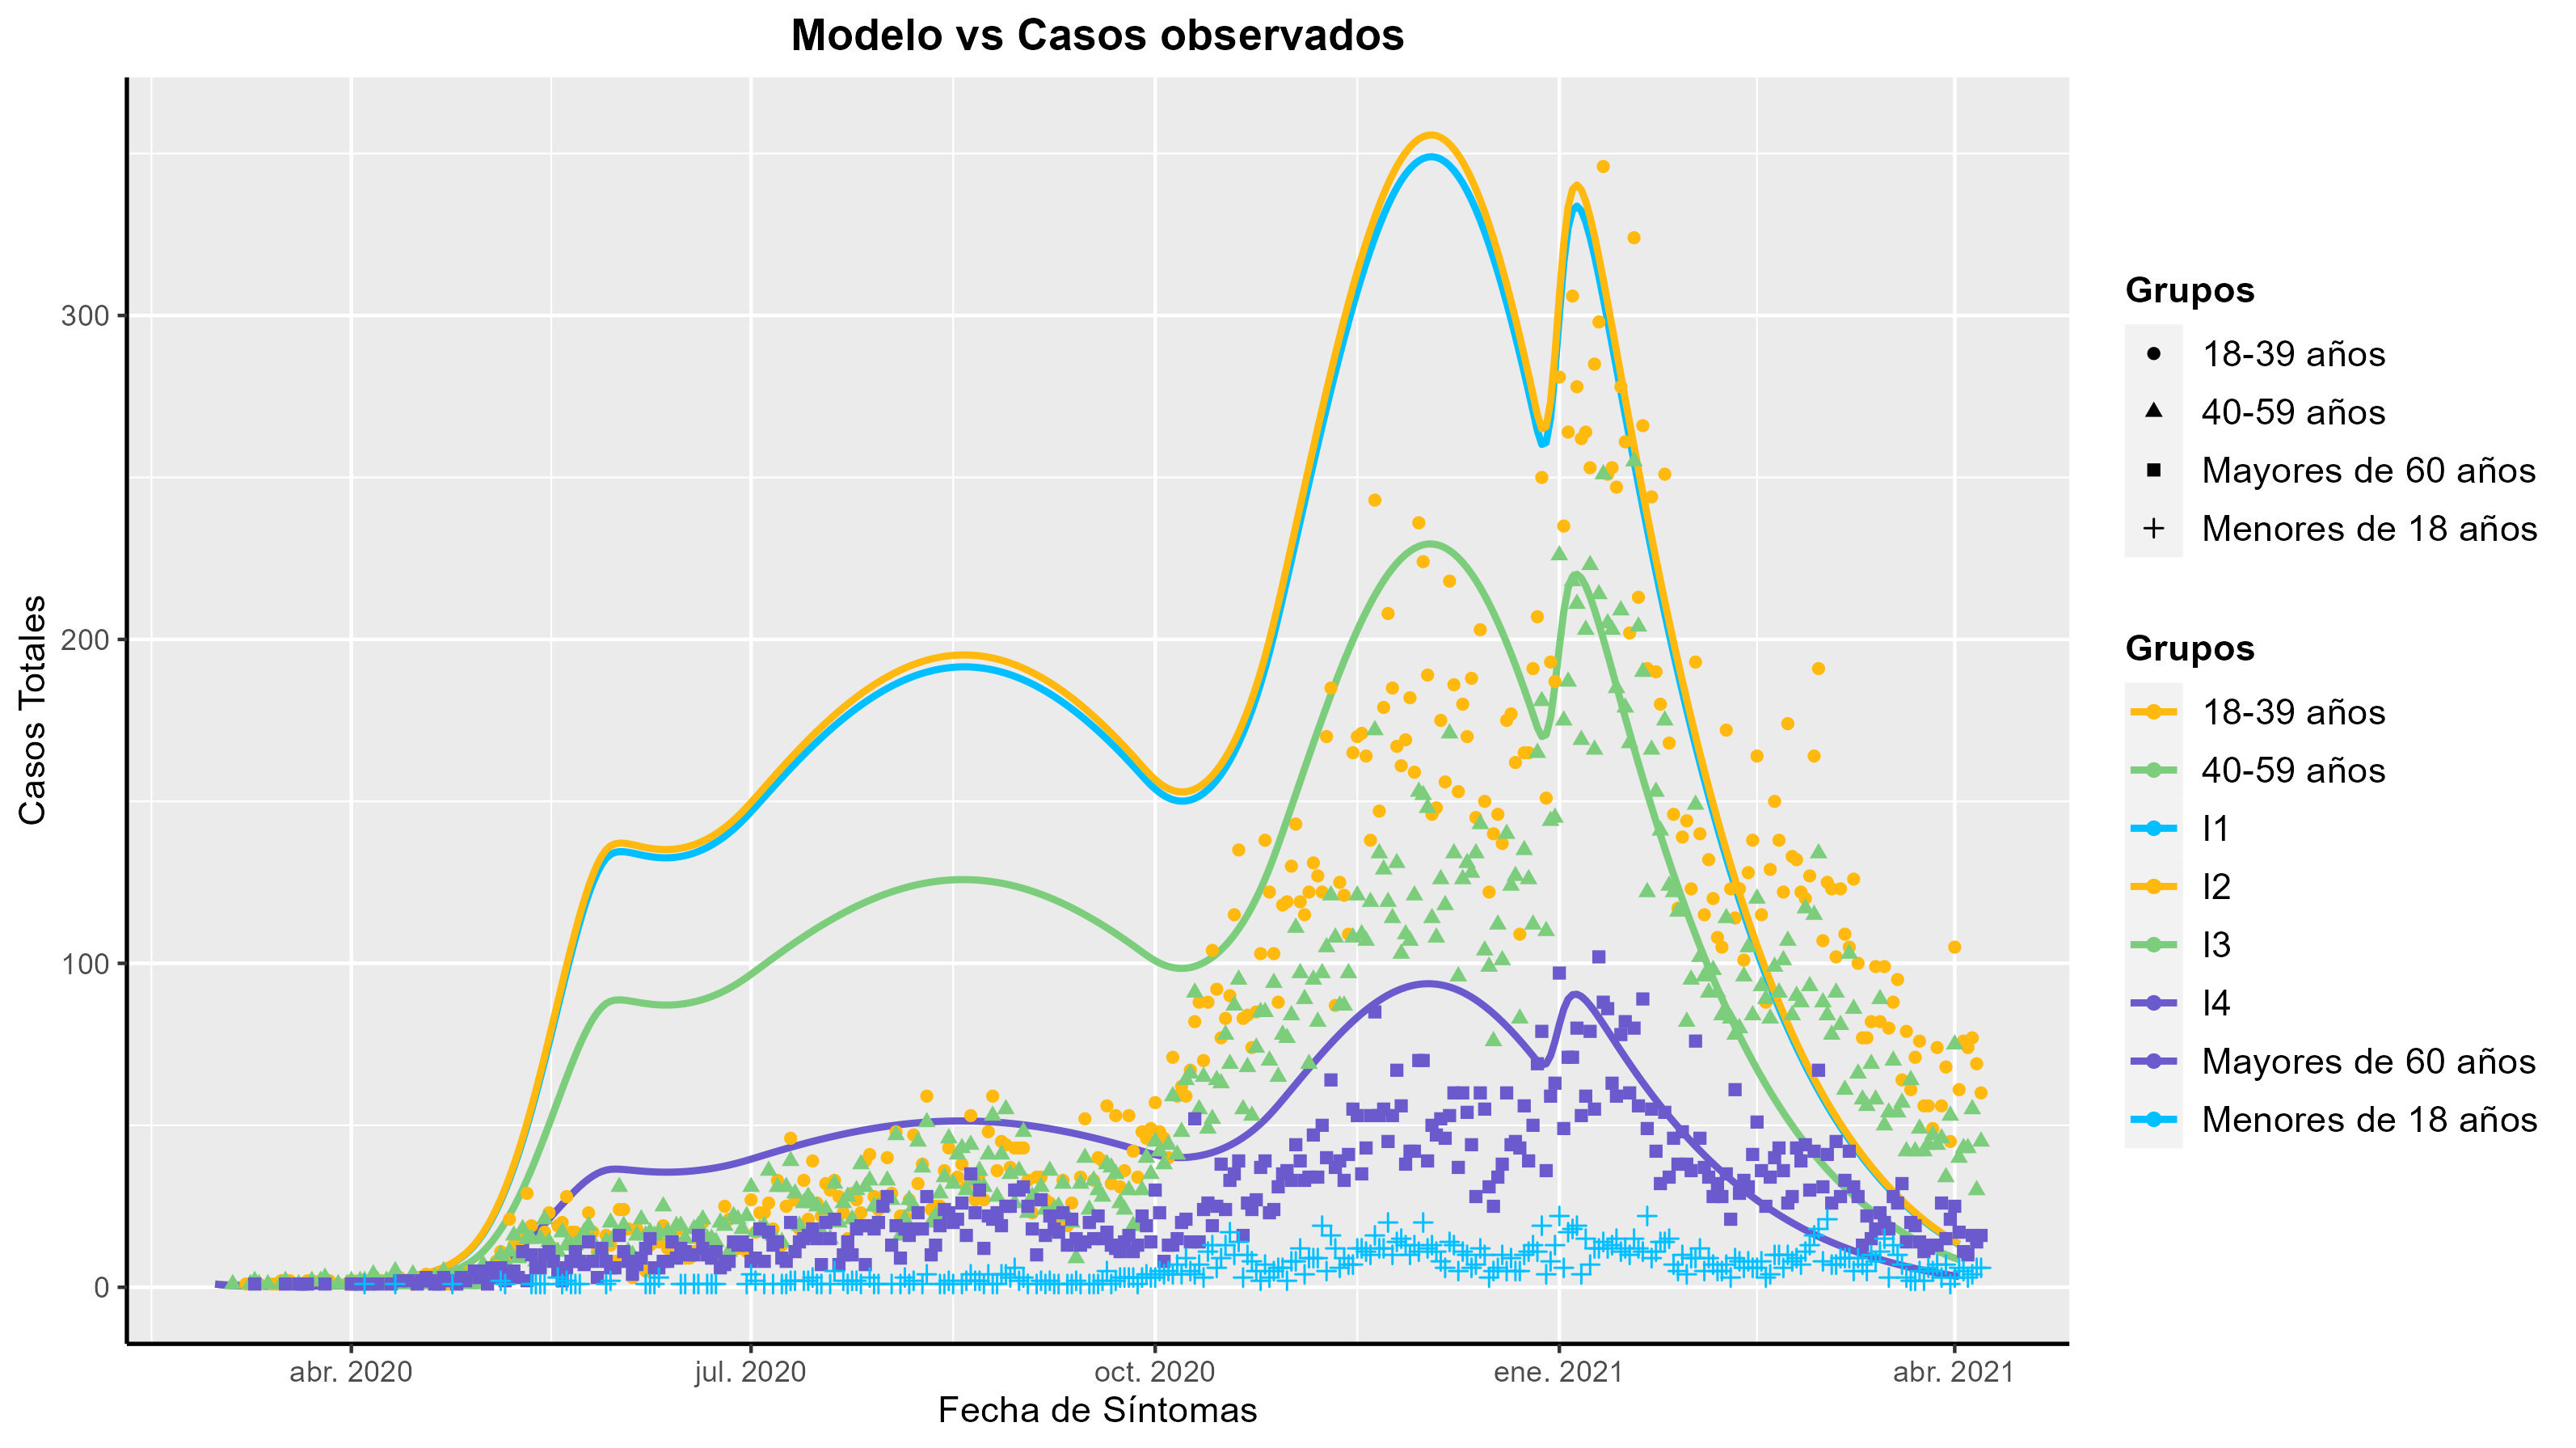 Modelo vs Casos observados
Casos Totales
300
200
100
0
abr. 2020
jul. 2020
oct. 2020
ene. 2021
abr. 2021
Fecha de Síntomas
Grupos
18-39 años
40-59 años
Mayores de 60 años
Menores de 18 años
Grupos
18-39 años
40-59 años
I1
I2
I3
I4
Mayores de 60 años
Menores de 18 años